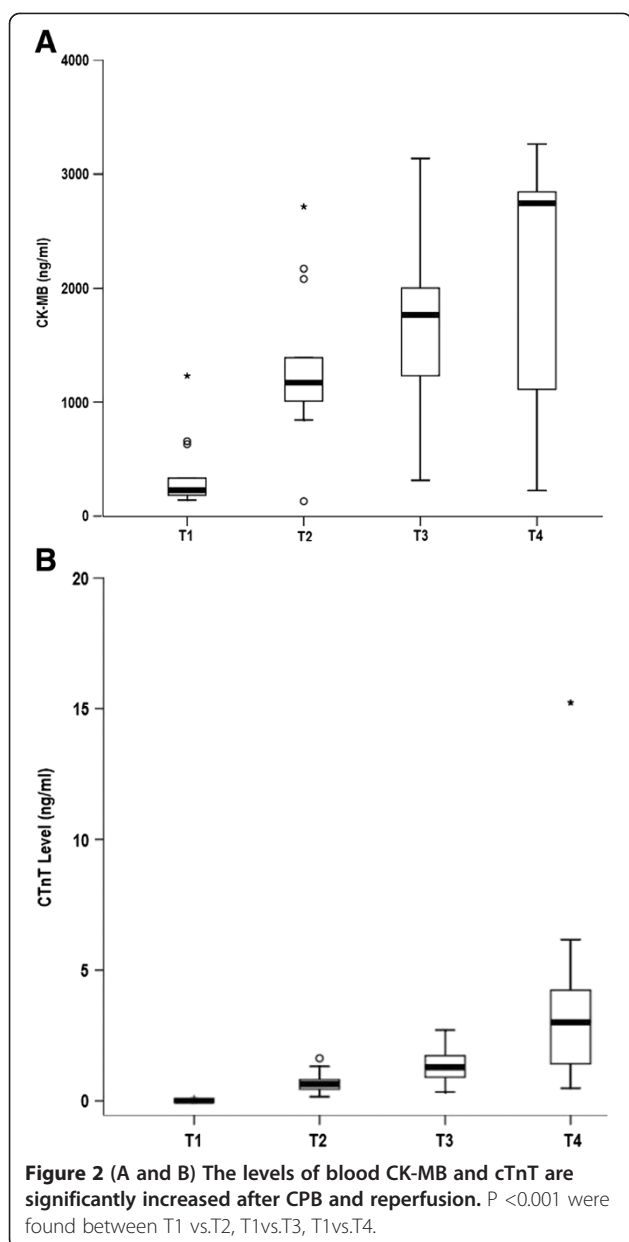 A
4000
3000
2000
1000
0
CK-MB (ng/ml)
*
*
T1
T2
T3
T4
B
20
15
10
5
0
CTnT Level (ng/ml)
*
T1
T2
T3
T4
Figure 2 (A and B) The levels of blood CK-MB and cTnT are
significantly increased after CPB and reperfusion. P <0.001 were
found between T1 vs.T2, T1vs.T3, T1vs.T4.